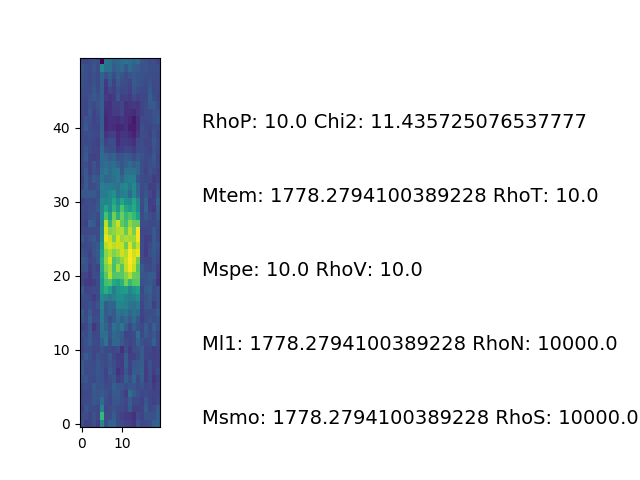 40
30
20
10
0
0 10
RhoP: 10.0 Chi2: 11.435725076537777
Mtem: 1778.2794100389228 RhoT: 10.0
Mspe: 10.0 RhoV: 10.0
Ml1: 1778.2794100389228 RhoN: 10000.0
Msmo: 1778.2794100389228 RhoS: 10000.0